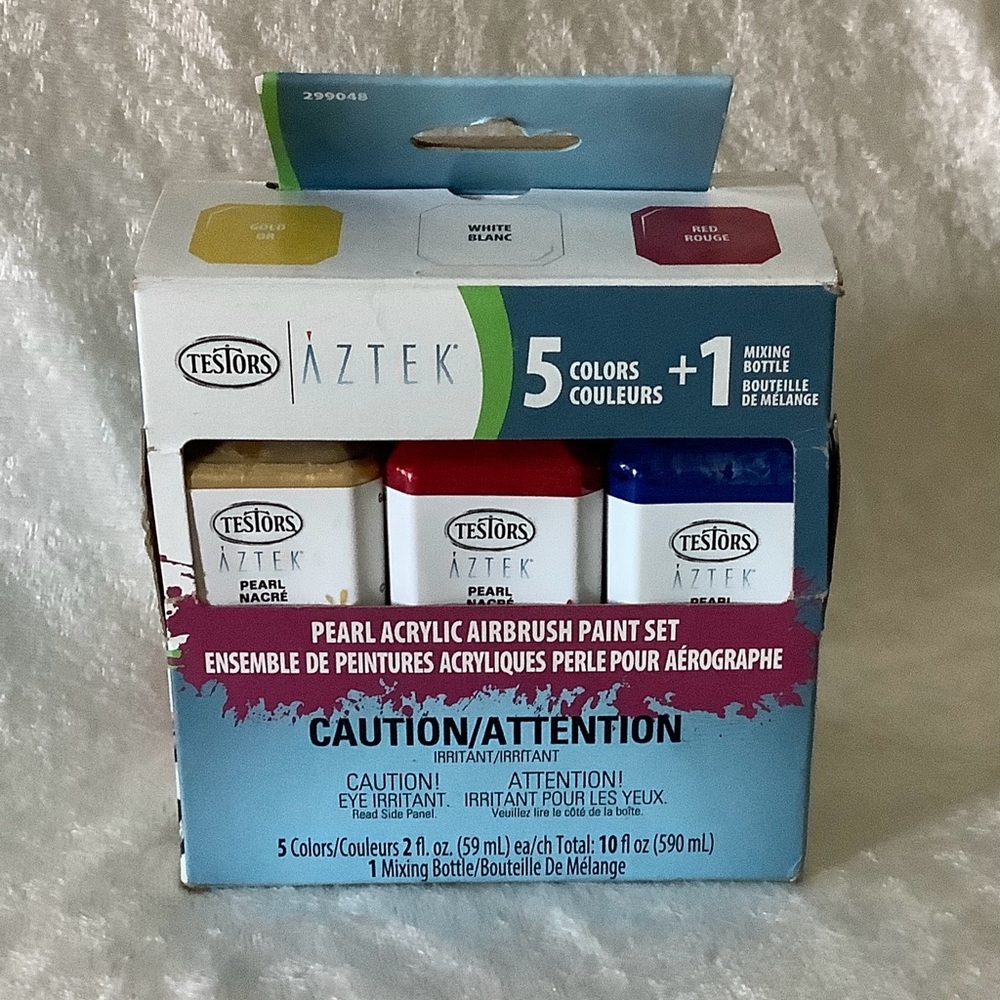 299048
GOLD
OR
WHITE
BLANC
RED
ROUGE
TESTORS
AZTEK
5 COLORS
COULEURS
+1 MIXING
BOTTLE
BOUTEILLE
DE MÉLANGE
TESTORS
AZTEK
PEARL
NACRÉ
TESTORS
AZTEK
PEARL
NACRÉ
TESTORS
AZTEK
PEARL
PEARL ACRYLIC AIRBRUSH PAINT SET
ENSEMBLE DE PEINTURES ACRYLIQUES PERLE POUR AÉROGRAPHE
CAUTION/ATTENTION
IRRITANT/IRRITANT
CAUTION!
EYE IRRITANT.
Read Side Panel.
ATTENTION!
IRRITANT POUR LES YEUX.
Veuillez lire le côté de la boîte.
5 Colors/Couleurs 2 fl. oz. (59 mL) ea/ch Total: 10 fl oz (590 mL)
1 Mixing Bottle/Bouteille De Mélange